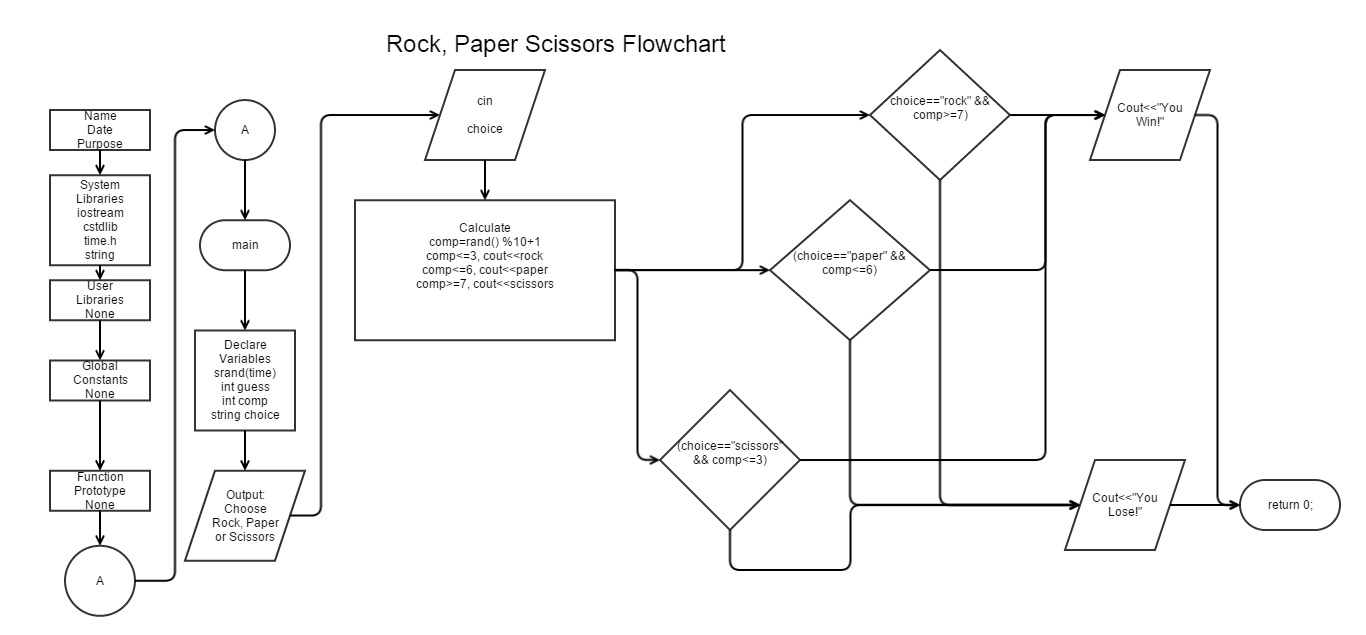 Rock, Paper Scissors Flowchart
Name
Date
Purpose
System
Libraries
iostream
cstdlib
time.h
string
User
Libraries
None
Global
Constants
None
Function
Prototype
None
A
A
main
Declare
Variables
srand(time)
int guess
int comp
string choice
Output:
Choose
Rock, Paper
or Scissors
cin
choice
Calculate
comp=rand() %10+1
comp<=3, cout<<rock
comp<=6, cout<<paper
comp>=7, cout<<scissors
choice=="rock" &&
comp>=7)
(choice=="paper" &&
comp<=6)
(choice=="scissors"
&& comp<=3)
Cout<<"You
Win!"
Cout<<"You
Lose!"
return 0;